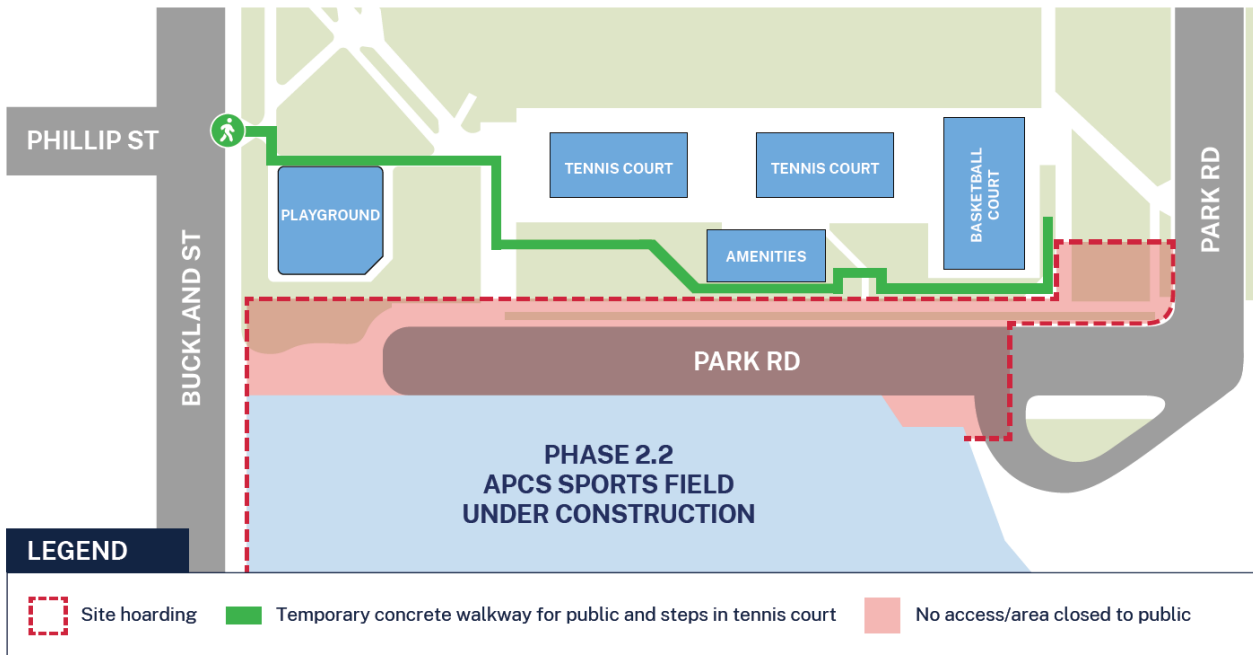 PHILLIP ST
BUCKLAND ST
PLAYGROUND
TENNIS COURT
TENNIS COURT
BASKETBALL
COURT
AMENITIES
PARK RD
PARK RD
PHASE 2.2
APCS SPORTS FIELD
UNDER CONSTRUCTION
LEGEND
Site hoarding
Temporary concrete walkway for public and steps in tennis court
No access/area closed to public